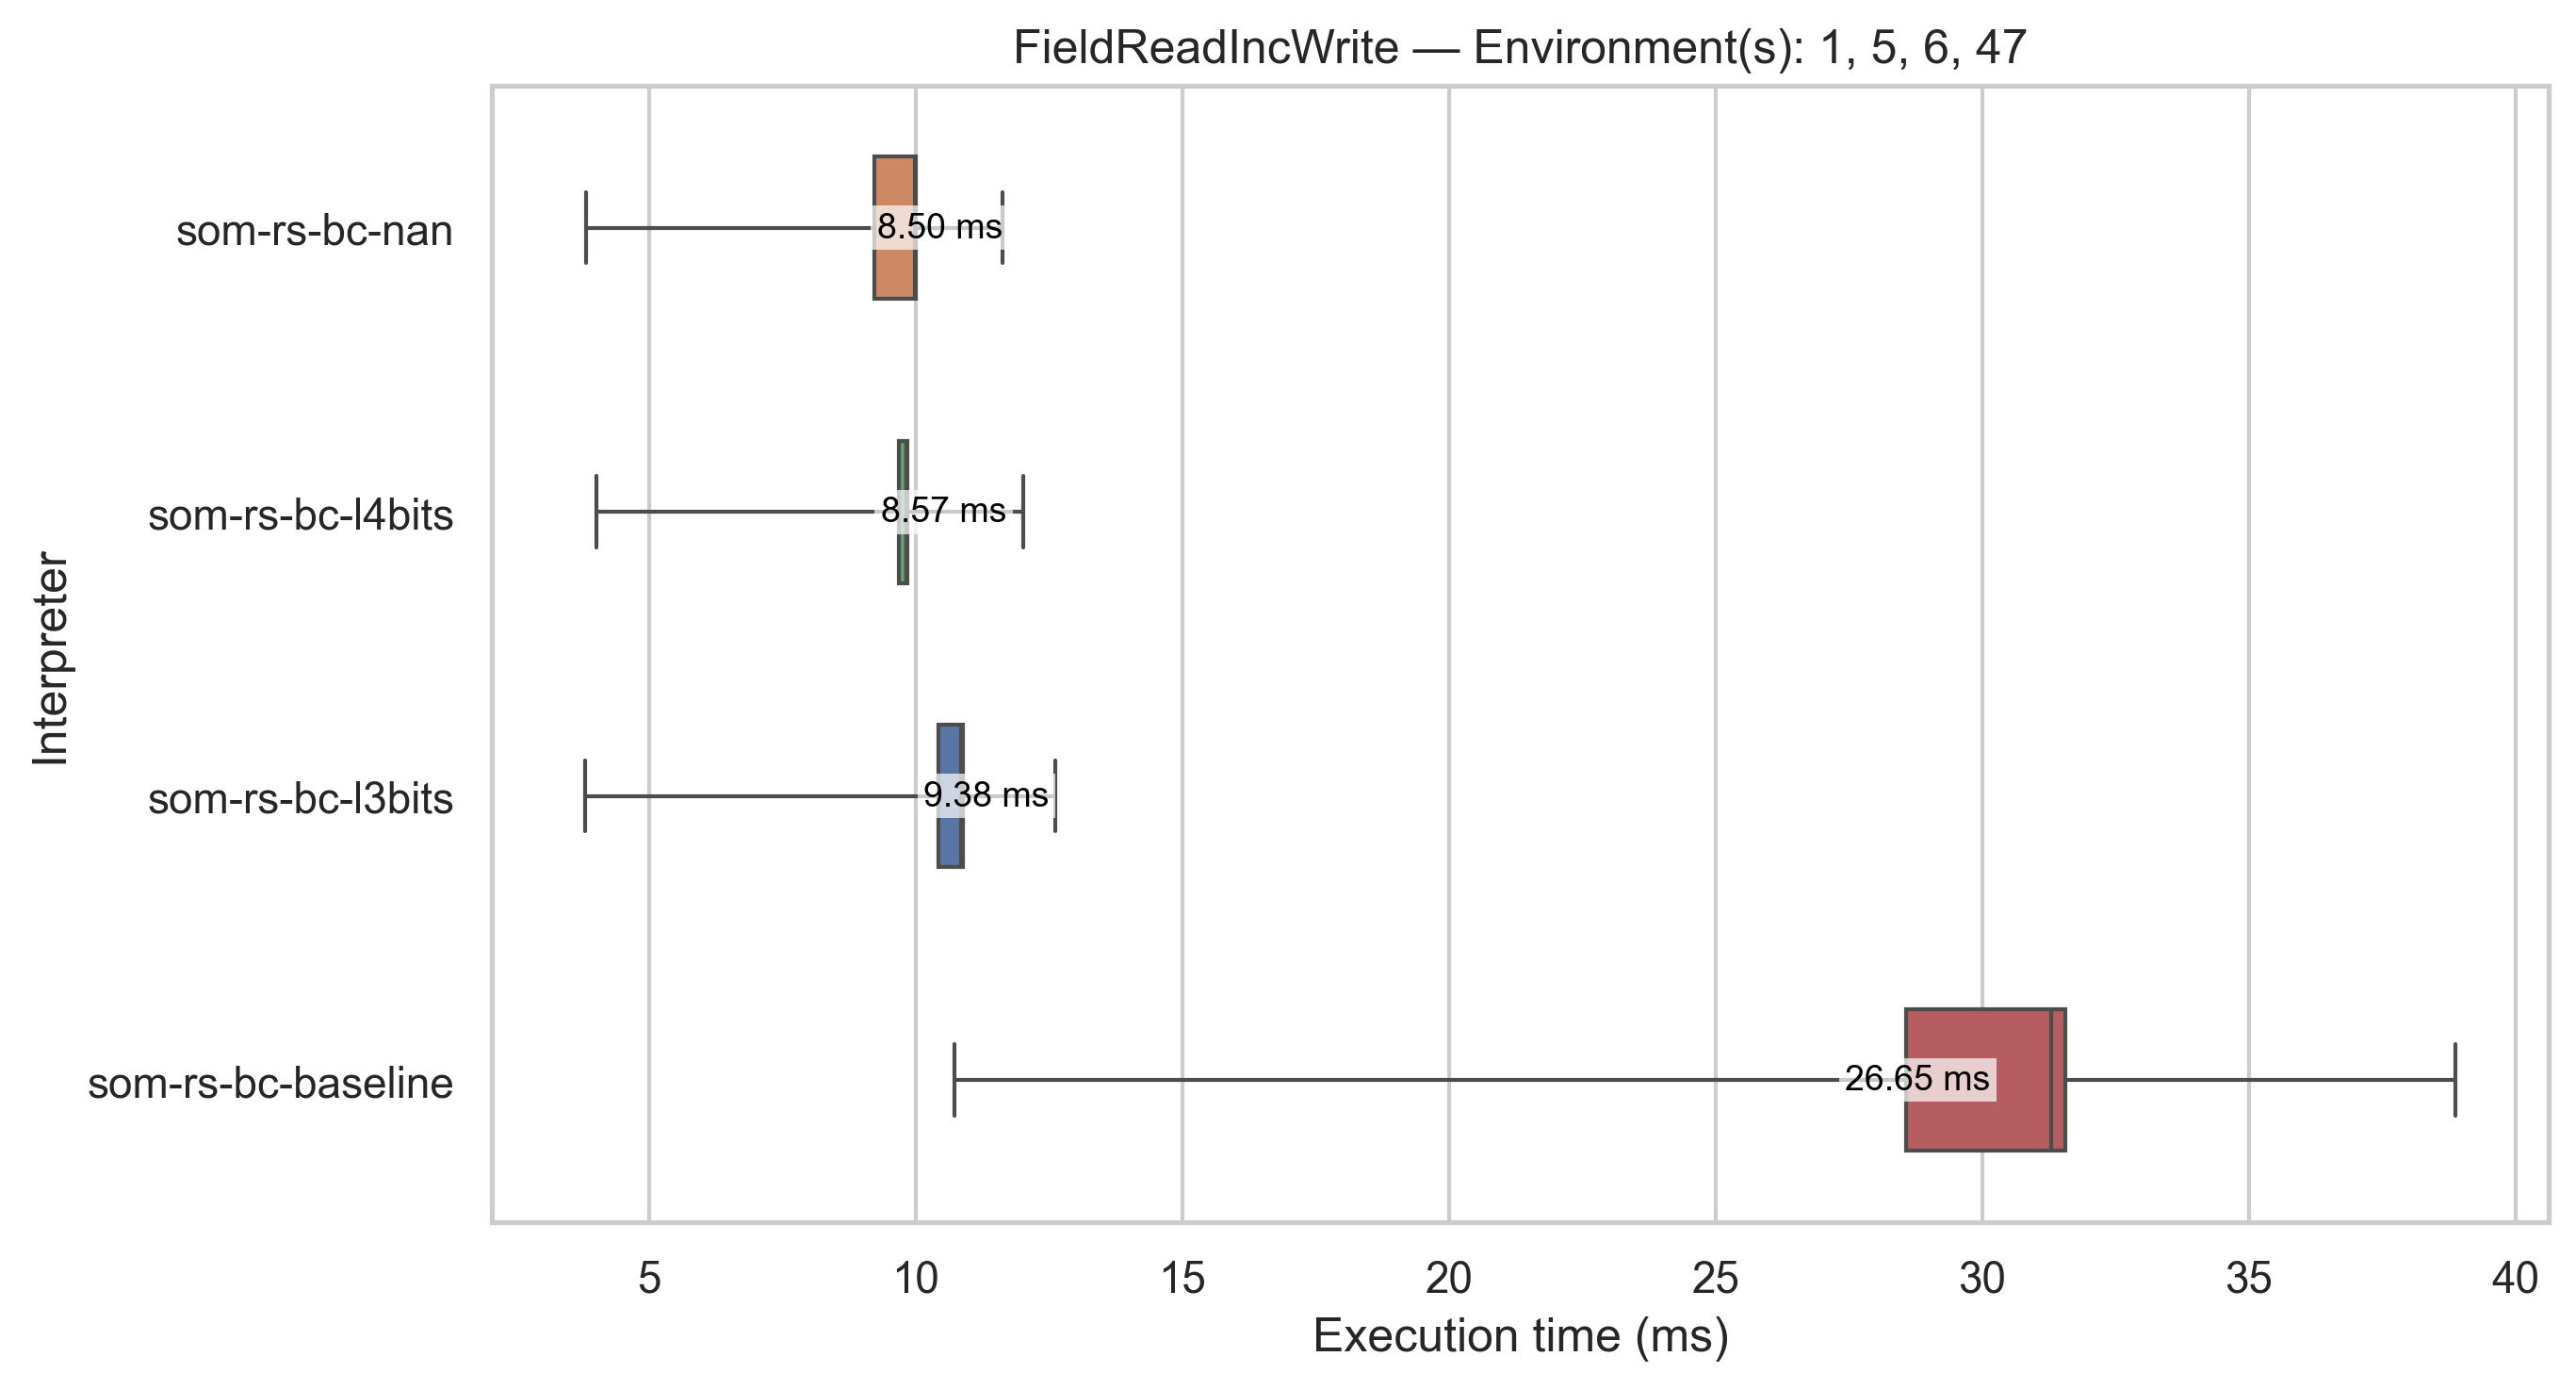 FieldReadIncWrite — Environment(s): 1, 5, 6, 47
Interpreter
som-rs-bc-nan
8.50 ms
som-rs-bc-l4bits
8.57 ms
som-rs-bc-l3bits
9.38 ms
som-rs-bc-baseline
26.65 ms
5 10 15 20 25 30 35 40
Execution time (ms)